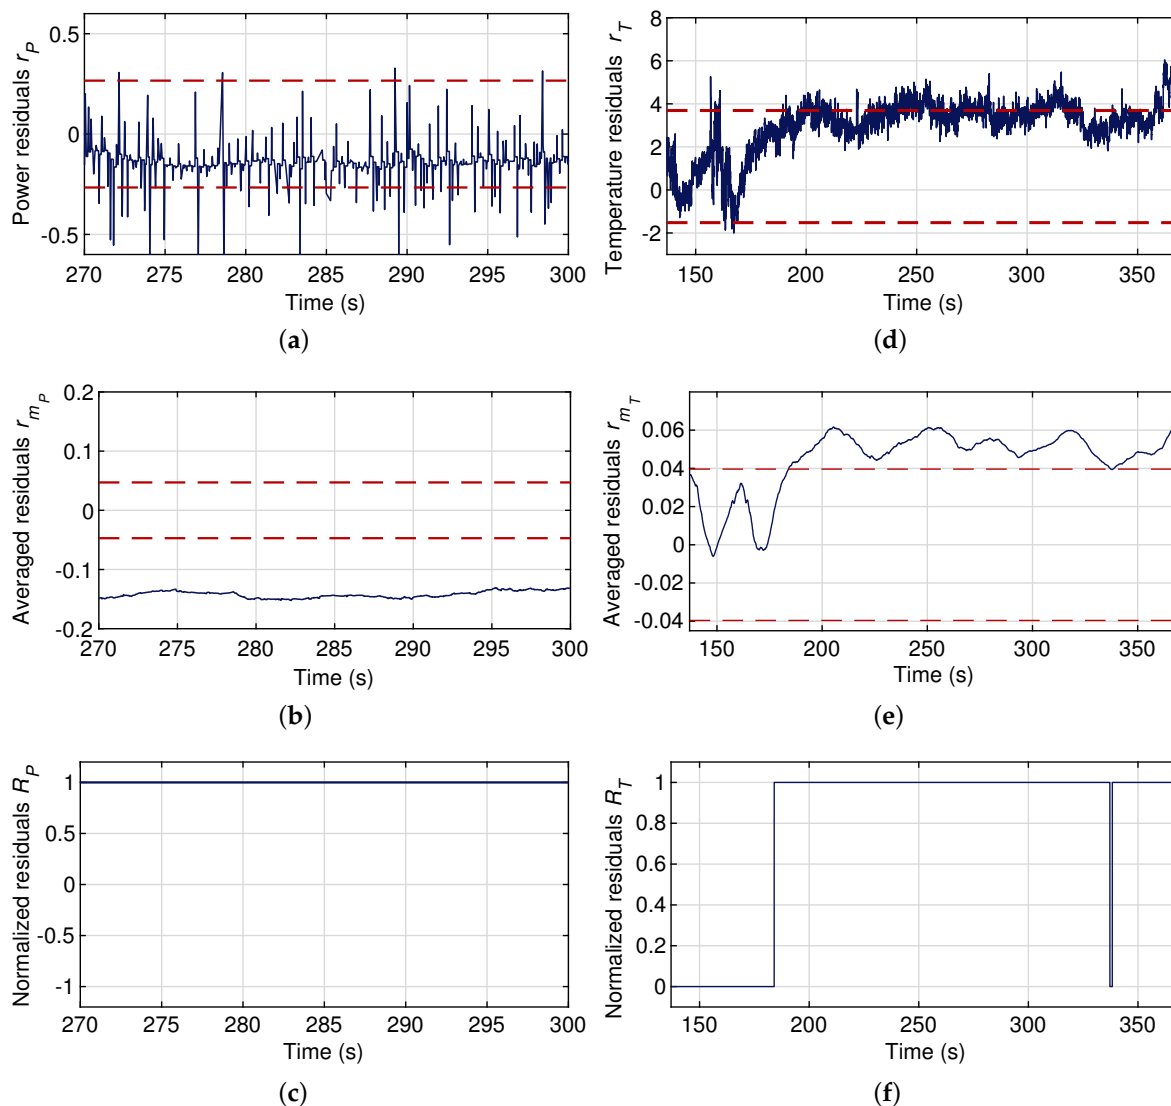 Power residuals r_P
0.5
0
-0.5
270 275 280 285 290 295 300
Time (s)
(a)
Temperature residuals r_T
8
6
4
2
0
-2
150 200 250 300 350
Time (s)
(d)
Averaged residuals r_{m_P}
0.2
0.1
0
-0.1
-0.2
270 275 280 285 290 295 300
Time (s)
(b)
Averaged residuals r_{m_T}
0.06
0.04
0.02
0
-0.02
-0.04
150 200 250 300 350
Time (s)
(e)
Normalized residuals R_P
1
0.5
0
-0.5
-1
270 275 280 285 290 295 300
Time (s)
(c)
Normalized residuals R_T
1
0.8
0.6
0.4
0.2
0
150 200 250 300 350
Time (s)
(f)